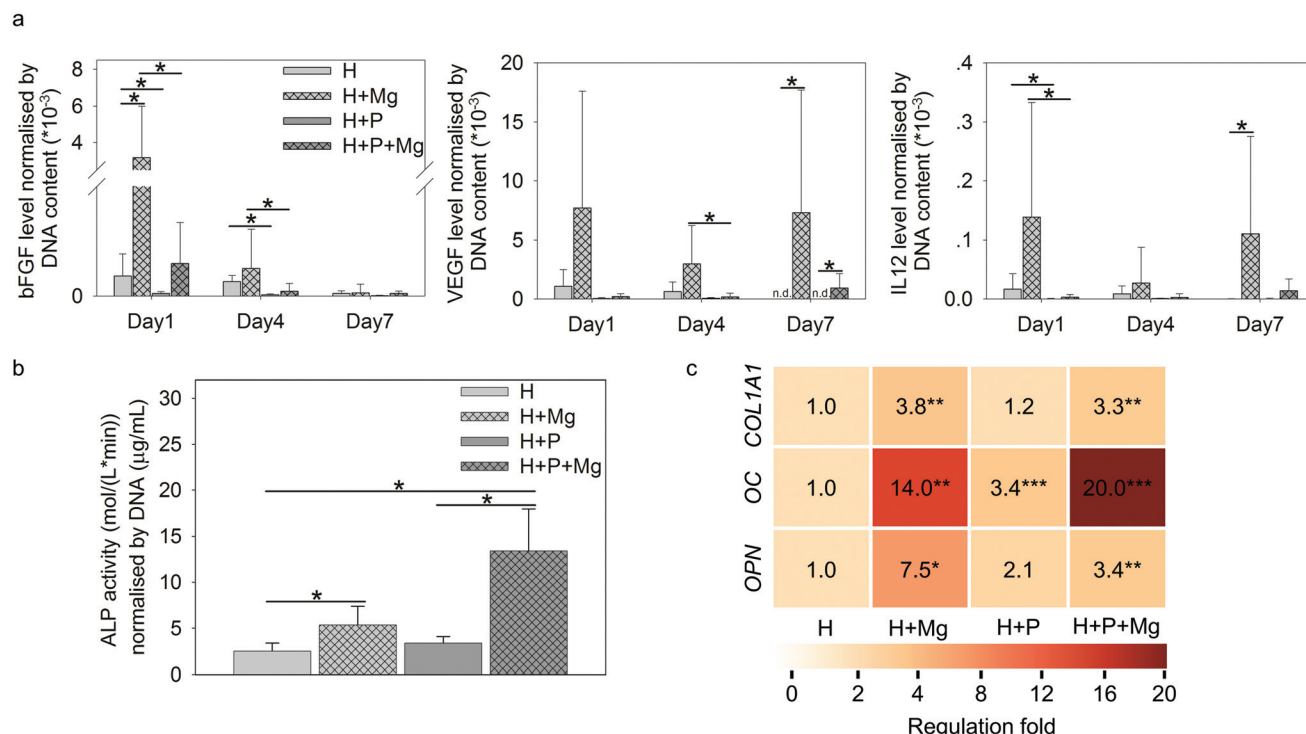 a
bFGF level normalised by
DNA content (*10-3)
8
6
4
0
* * *
* *
H
H+Mg
H+P
H+P+Mg
Day1 Day4 Day7
VEGF level normalised by
DNA content (*10-3)
20
15
10
5
0
*
*
*
n.d. n.d.
Day1 Day4 Day7
IL12 level normalised by
DNA content (*10-3)
.4
.3
.2
.1
0.0
*
*
*
Day1 Day4 Day7
b
ALP activity (mol/(L*min))
normalised by DNA (µg/mL)
30
25
20
15
10
5
0
H
H+Mg
H+P
H+P+Mg
*
*
*
c
COL1A1 1.0 3.8** 1.2 3.3**
OC 1.0 14.0** 3.4*** 20.0***
OPN 1.0 7.5* 2.1 3.4**
H H+Mg H+P H+P+Mg
0 2 4 8 12 16 20
Regulation fold